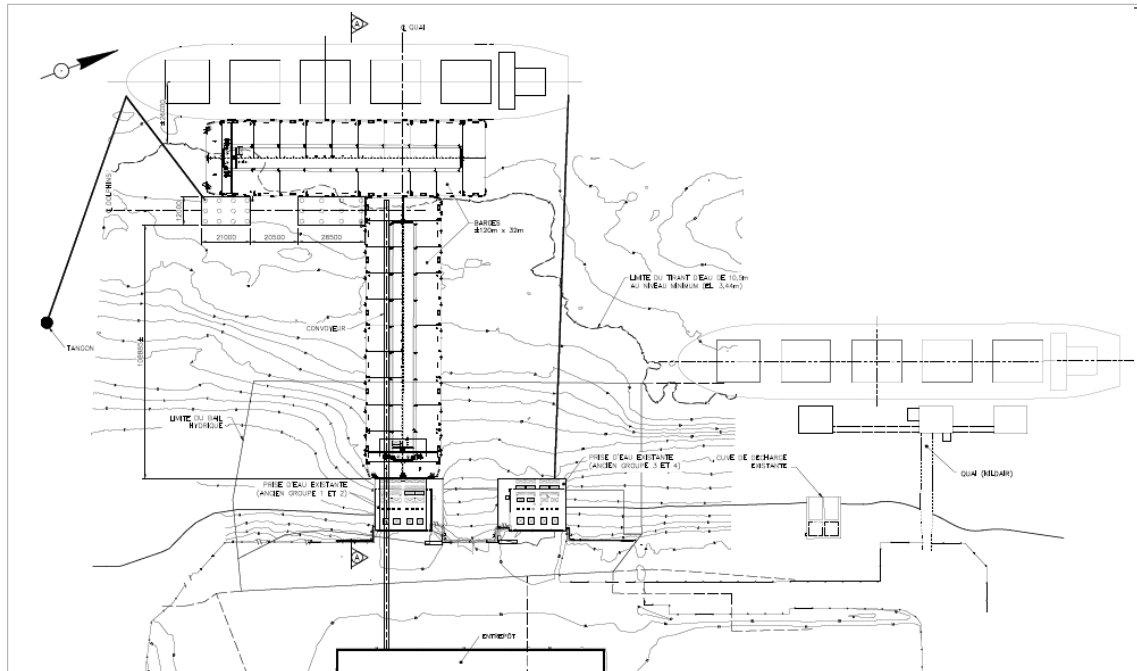 A
℄ QUAI
±26000
℄ DOLPHINS
12000
21000
20500
28500
BARGES
±120m x 32m
LIMITE DU TIRANT D'EAU DE 10,5m
AU NIVEAU MINIMUM (EL 3,44m)
CONVOYEUR
TANGON
LIMITE DU BAIL
HYDRIQUE
PRISE D'EAU EXISTANTE
(ANCIEN GROUPE 3 ET 4)
CUVE DE DECHARGE
EXISTANTE
QUAI (KILDAIR)
PRISE D'EAU EXISTANTE
(ANCIEN GROUPE 1 ET 2)
A
ENTREPÔT